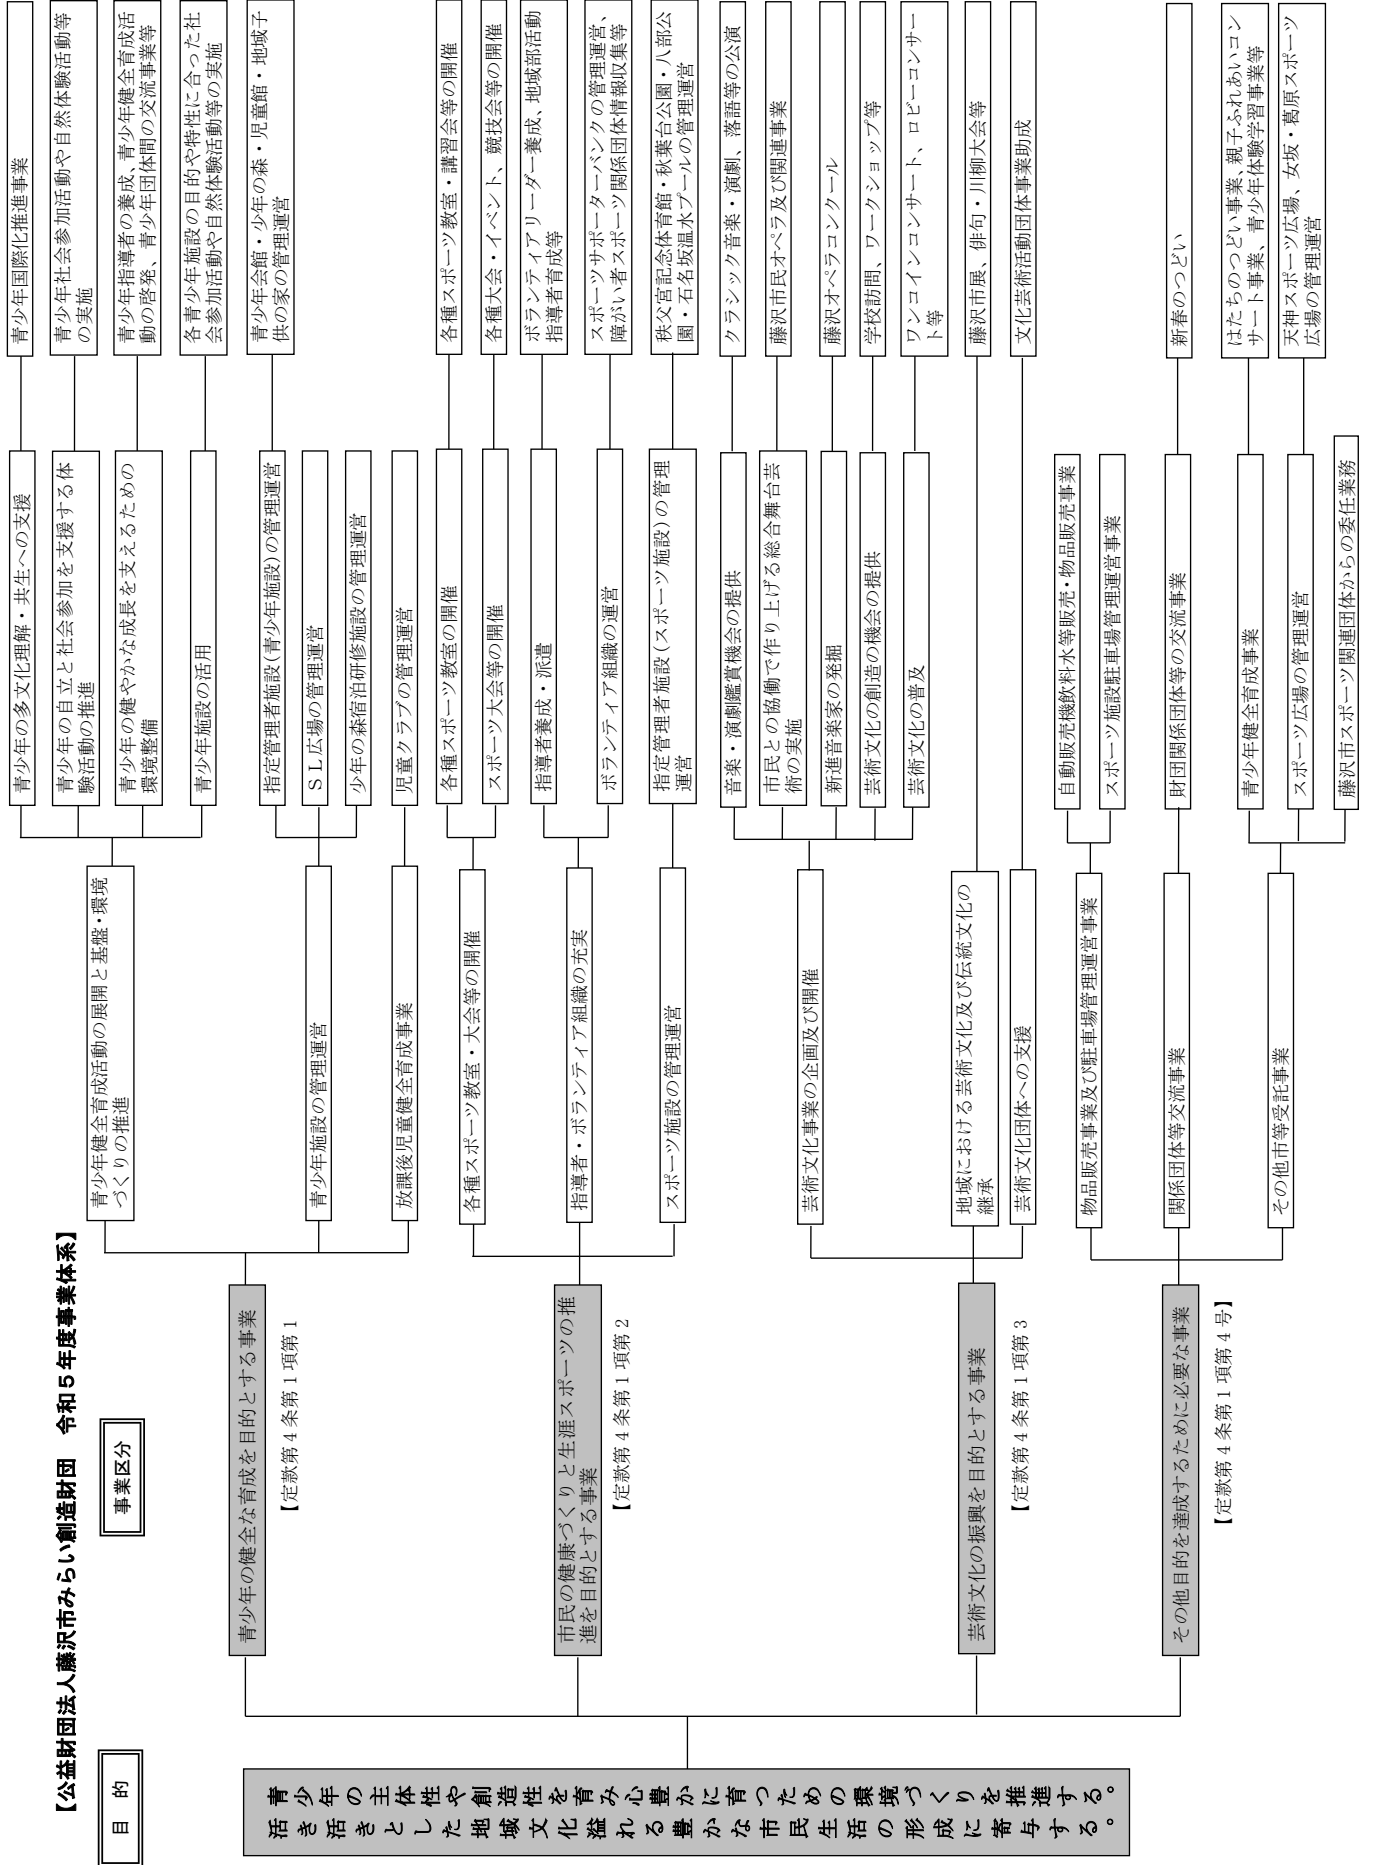 【公益財団法人藤沢市みらい創造財団　令和５年度事業体系】
目　的
事業区分
青少年の主体性や創造性を育み心豊かに育つための環境づくりを推進する。
活き活きとした地域文化溢れる豊かな市民生活の形成に寄与する。
青少年の健全な育成を目的とする事業
【定款第４条第１項第１
青少年健全育成活動の展開と基盤・環境
づくりの推進
青少年の多文化理解・共生への支援
青少年国際化推進事業
青少年の自立と社会参加を支援する体
験活動の推進
青少年社会参加活動や自然体験活動等
の実施
青少年の健やかな成長を支えるための
環境整備
青少年指導者の養成、青少年健全育成活
動の啓発、青少年団体間の交流事業等
青少年施設の活用
各青少年施設の目的や特性に合った社
会参加活動や自然体験活動等の実施
青少年施設の管理運営
指定管理者施設(青少年施設)の管理運営
青少年会館・少年の森・児童館・地域子
供の家の管理運営
ＳＬ広場の管理運営
少年の森宿泊研修施設の管理運営
放課後児童健全育成事業
児童クラブの管理運営
市民の健康づくりと生涯スポーツの推
進を目的とする事業
【定款第４条第１項第２
各種スポーツ教室・大会等の開催
各種スポーツ教室の開催
各種スポーツ教室・講習会等の開催
スポーツ大会等の開催
各種大会・イベント、競技会等の開催
指導者・ボランティア組織の充実
指導者養成・派遣
ボランティアリーダー養成、地域部活動
指導者育成等
ボランティア組織の運営
スポーツサポーターバンクの管理運営、
障がい者スポーツ関係団体情報収集等
スポーツ施設の管理運営
指定管理者施設(スポーツ施設)の管理
運営
秩父宮記念体育館・秋葉台公園・八部公
園・石名坂温水プールの管理運営
芸術文化の振興を目的とする事業
【定款第４条第１項第３
芸術文化事業の企画及び開催
音楽・演劇鑑賞機会の提供
クラシック音楽・演劇、落語等の公演
市民との協働で作り上げる総合舞台芸
術の実施
藤沢市民オペラ及び関連事業
新進音楽家の発掘
藤沢オペラコンクール
芸術文化の創造の機会の提供
学校訪問、ワークショップ等
芸術文化の普及
ワンコインコンサート、ロビーコンサー
ト等
地域における芸術文化及び伝統文化の
継承
藤沢市展、俳句・川柳大会等
芸術文化団体への支援
文化芸術活動団体事業助成
その他目的を達成するために必要な事業
【定款第４条第１項第４号】
物品販売事業及び駐車場管理運営事業
自動販売機飲料水等販売・物品販売事業
スポーツ施設駐車場管理運営事業
関係団体等交流事業
財団関係団体等の交流事業
新春のつどい
その他市等受託事業
青少年健全育成事業
はたちのつどい事業、親子ふれあいコン
サート事業、青少年体験学習事業等
スポーツ広場の管理運営
天神スポーツ広場、女坂・葛原スポーツ
広場の管理運営
藤沢市スポーツ関連団体からの委任業務